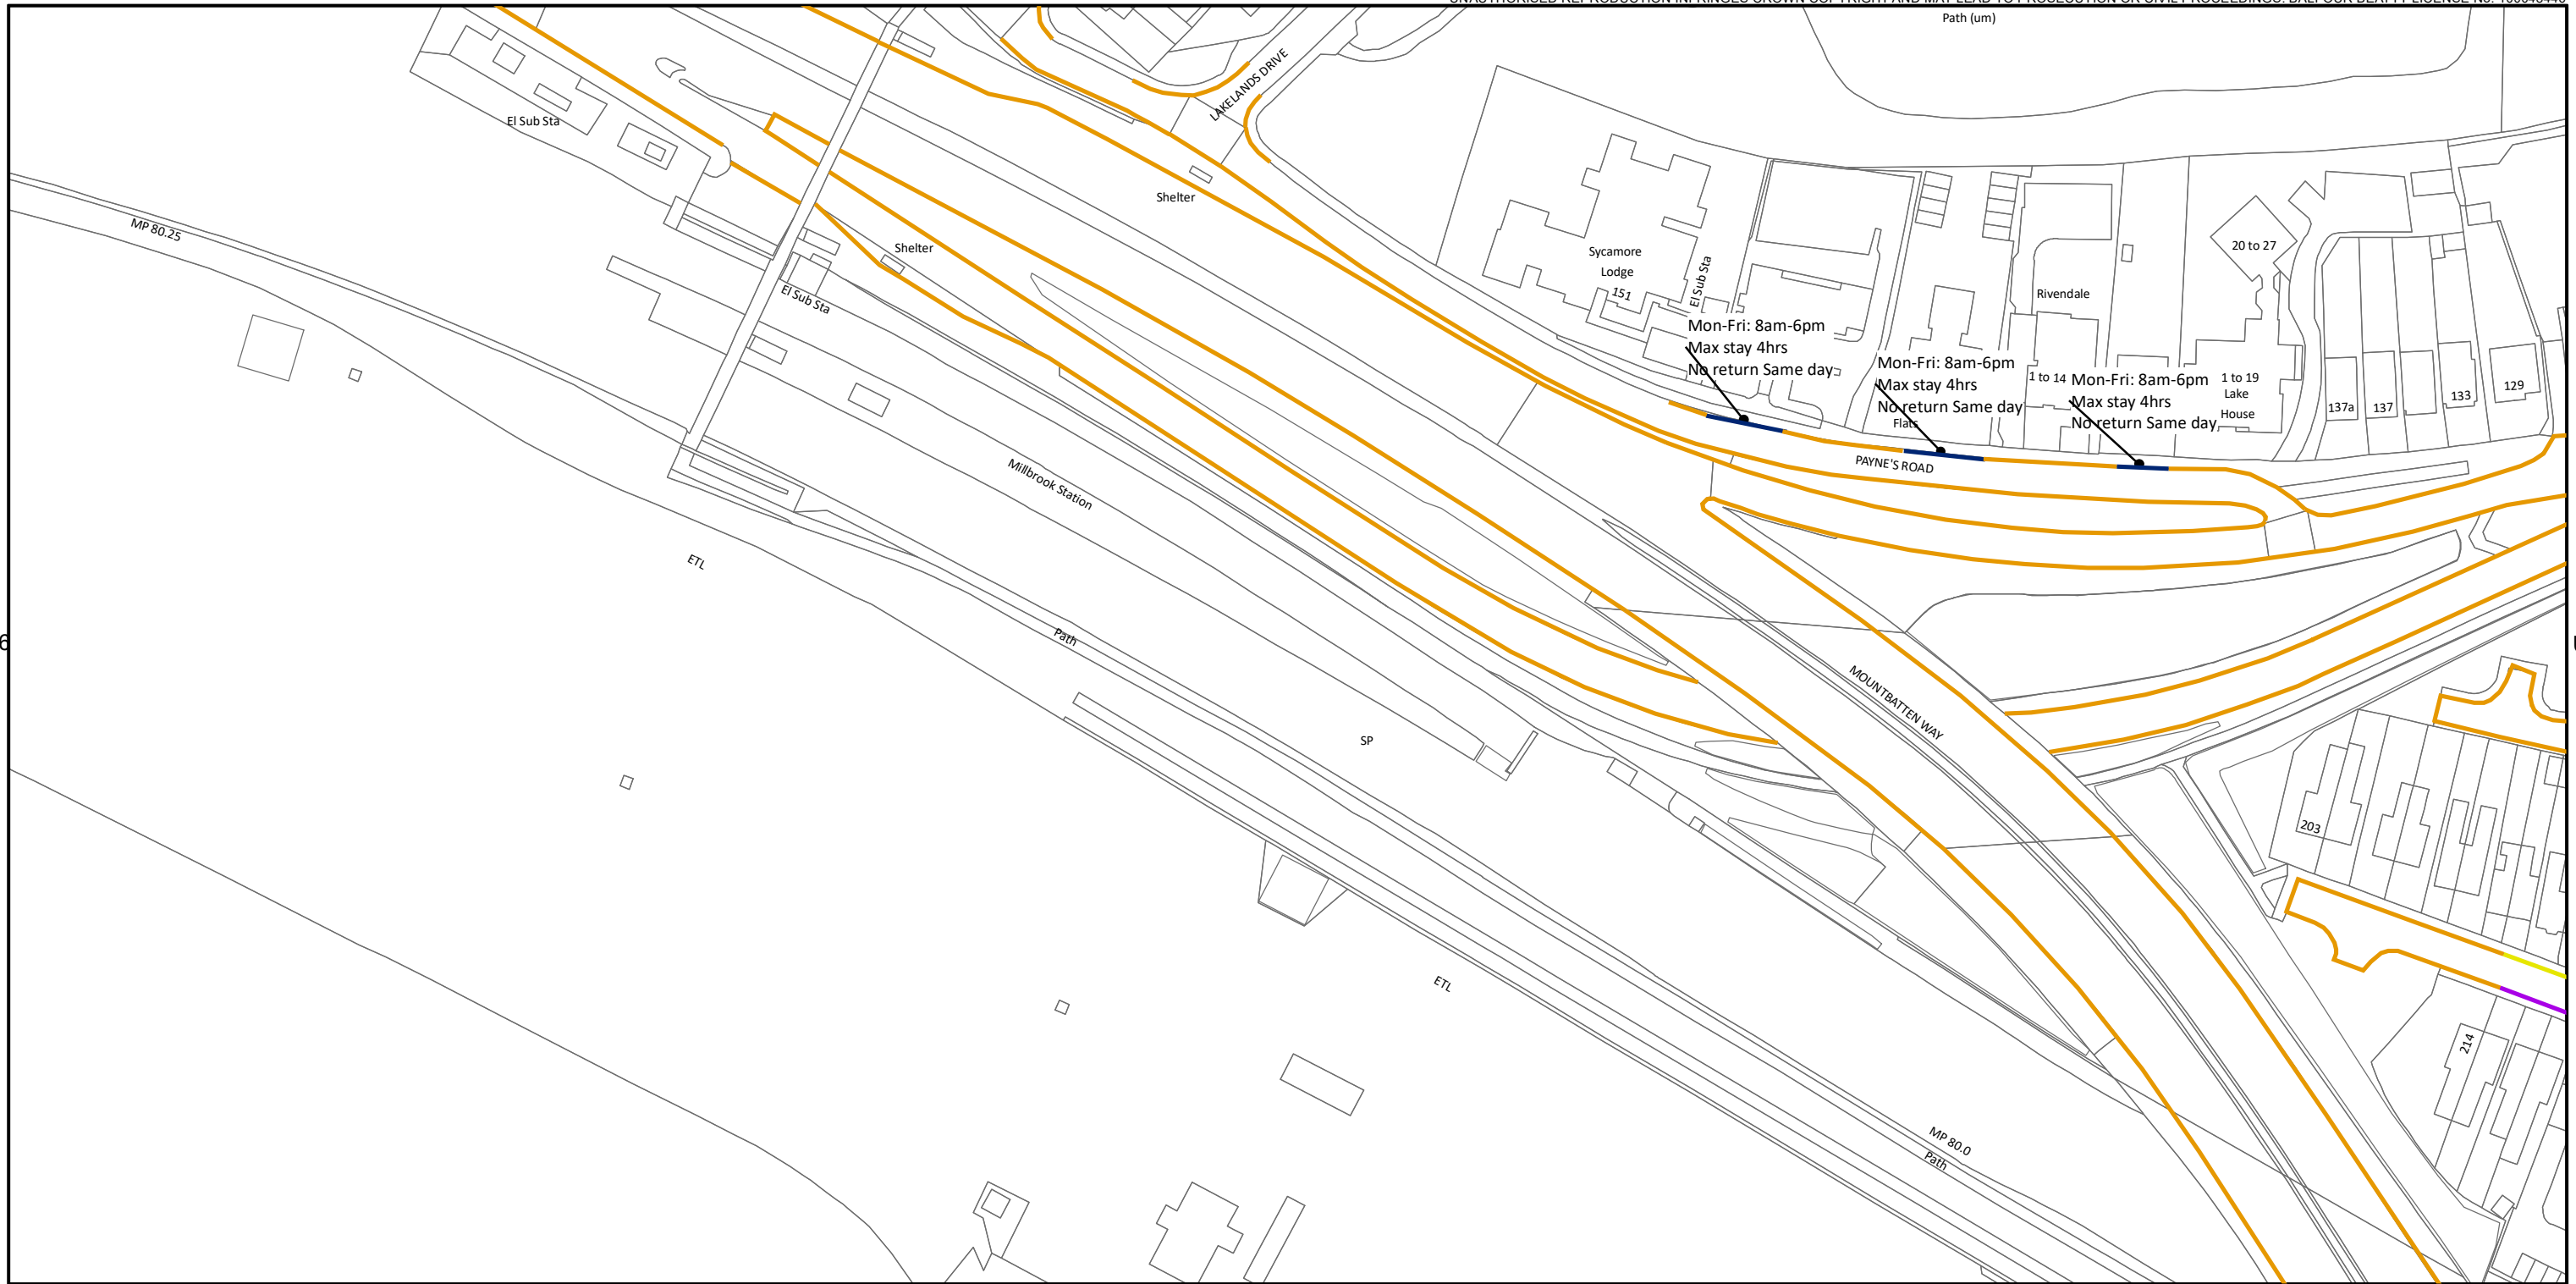 Path (um)
LAKELANDS DRIVE
El Sub Sta
Shelter
MP 80.25
Shelter
El Sub Sta
Sycamore
Lodge
151
El Sub Sta
20 to 27
Rivendale
Mon-Fri: 8am-6pm
Max stay 4hrs
No return Same day
Mon-Fri: 8am-6pm
Max stay 4hrs
No return Same day
Flats
1 to 14
Mon-Fri: 8am-6pm
Max stay 4hrs
No return Same day
1 to 19
Lake
House
137a
137
133
129
PAYNE'S ROAD
Millbrook Station
ETL
Path
6
MOUNTBATTEN WAY
SP
203
ETL
214
MP 80.0
Path